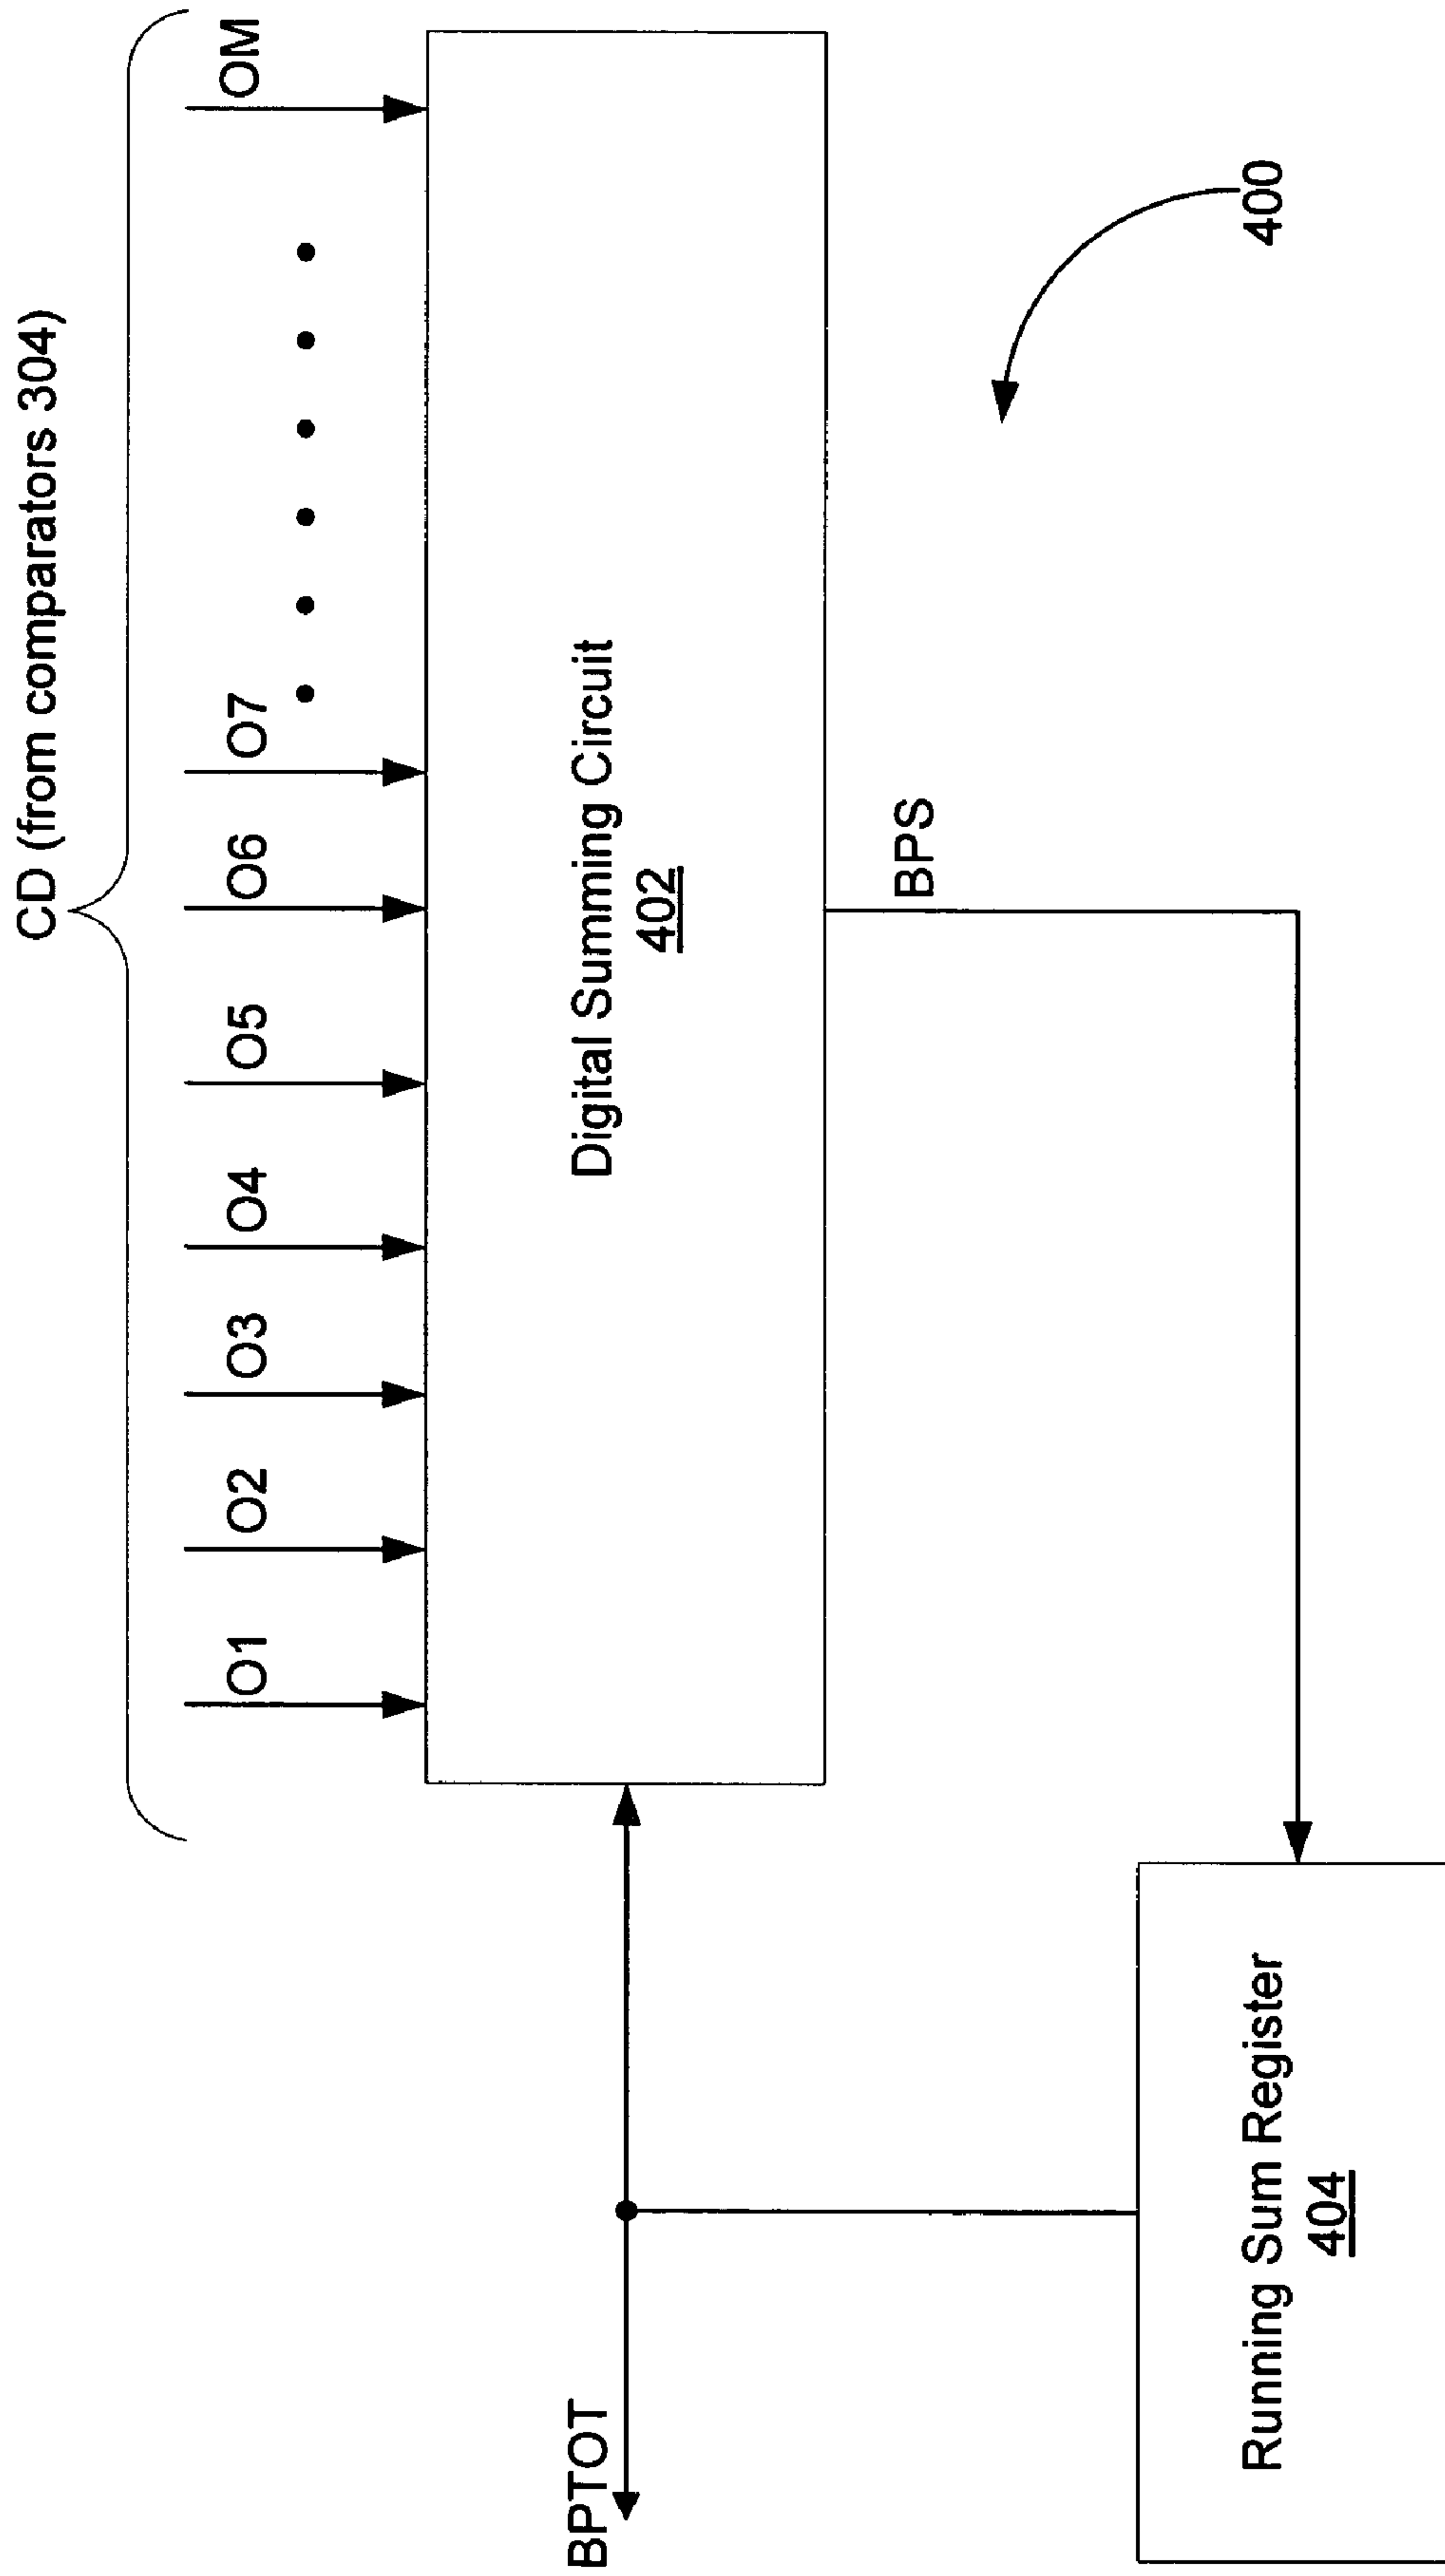 CD (from comparators 304)
O1
O2
O3
O4
O5
O6
O7
OM
Digital Summing Circuit
402
BPTOT
BPS
Running Sum Register
404
400